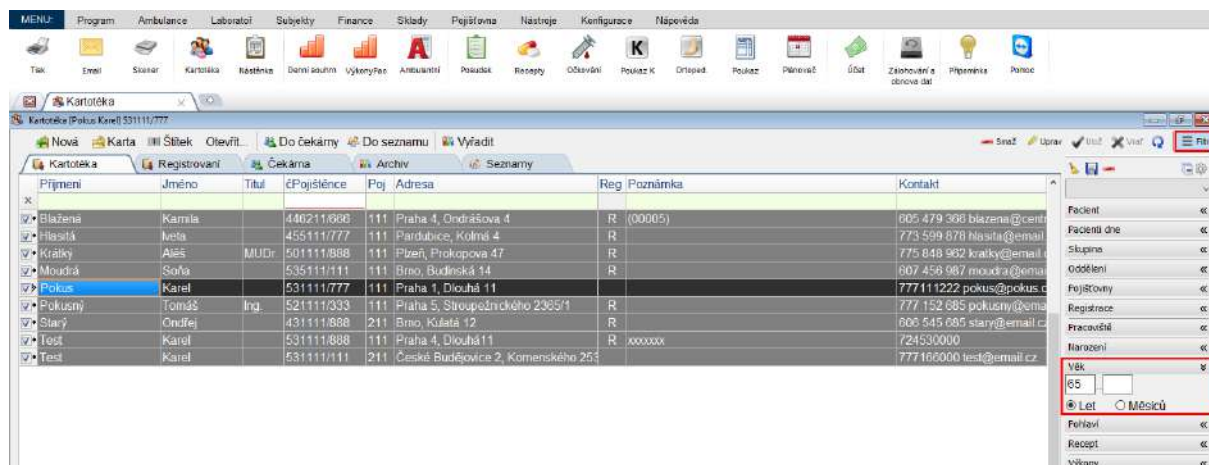 MENU: Program Ambulance Laboratoř Subjekty Finance Sklady Pojišťovna Nástroje Konfigurace Nápověda
Tisk Email Skener Kartotéka Nástěnka Denní souhrn VýkonyPac Ambulantní Posudek Recepty Očkování Poukaz K Ortoped. Poukaz Plánovač Účet Zálohování a obnova dat Připomínka Pomoc
Kartotéka
Kartotéka [Pokus Karel] 531111/777
Nová Karta Štítek Otevřít... Do čekárny Do seznamu Vyřadit Smaž Uprav Ulož Vrať Filtr
Kartotéka Registrovaní Čekárna Archiv Seznamy
Příjmení Jméno Titul čPojištěnce Poj Adresa Reg Poznámka Kontakt
Blažená Kamila 446211/666 111 Praha 4, Ondrášova 4 R (00005) 605 479 366 blazena@centr
Hlasitá Iveta 455111/777 111 Pardubice, Kolmá 4 R 773 599 878 hlasita@email.
Krátký Aleš MUDr. 501111/888 111 Plzeň, Prokopova 47 R 775 848 962 kratky@email.
Moudrá Soňa 535111/111 111 Brno, Budínská 14 R 607 456 987 moudra@emai
Pokus Karel 531111/777 111 Praha 1, Dlouhá 11 777111222 pokus@pokus.c
Pokusný Tomáš Ing. 521111/333 111 Praha 5, Stroupežnického 2365/1 R 777 152 685 pokusny@ema
Starý Ondřej 431111/888 211 Brno, Kulatá 12 R 606 545 685 stary@email.cz
Test Karel 531111/888 111 Praha 4, Dlouhá11 R xxxxxxx 724530000
Test Karel 531111/111 211 České Budějovice 2, Komenského 253 777166000 test@email.cz
Pacient
Pacienti dne
Skupina
Oddělení
Pojišťovny
Registrace
Pracoviště
Narození
Věk
65 ..
Let Měsíců
Pohlaví
Recept
Výkony